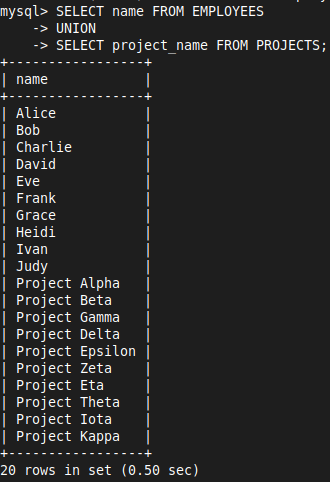 mysql> SELECT name FROM EMPLOYEES
    -> UNION
    -> SELECT project_name FROM PROJECTS;
+-----------------+
| name            |
+-----------------+
| Alice           |
| Bob             |
| Charlie         |
| David           |
| Eve             |
| Frank           |
| Grace           |
| Heidi           |
| Ivan            |
| Judy            |
| Project Alpha   |
| Project Beta    |
| Project Gamma   |
| Project Delta   |
| Project Epsilon |
| Project Zeta    |
| Project Eta     |
| Project Theta   |
| Project Iota    |
| Project Kappa   |
+-----------------+
20 rows in set (0.50 sec)